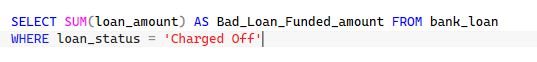 SELECT SUM(loan_amount) AS Bad_Loan_Funded_amount FROM bank_loan
WHERE loan_status = 'Charged Off'